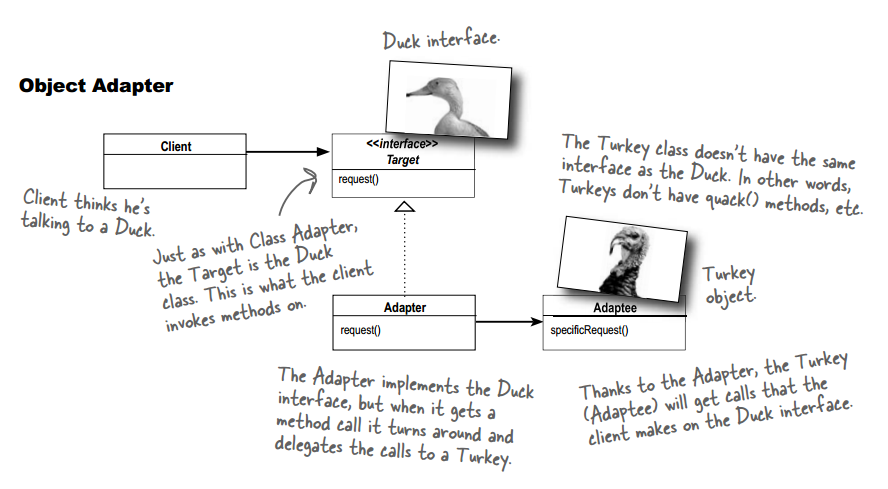 Duck interface.
Object Adapter
Client
<<interface>>
Target
request()
The Turkey class doesn't have the same
interface as the Duck. In other words,
Turkeys don't have quack() methods, etc.
Client thinks he's
talking to a Duck.
Just as with Class Adapter,
the Target is the Duck
class. This is what the client
invokes methods on.
Turkey
object.
Adapter
request()
Adaptee
specificRequest()
The Adapter implements the Duck
interface, but when it gets a
method call it turns around and
delegates the calls to a Turkey.
Thanks to the Adapter, the Turkey
(Adaptee) will get calls that the
client makes on the Duck interface.